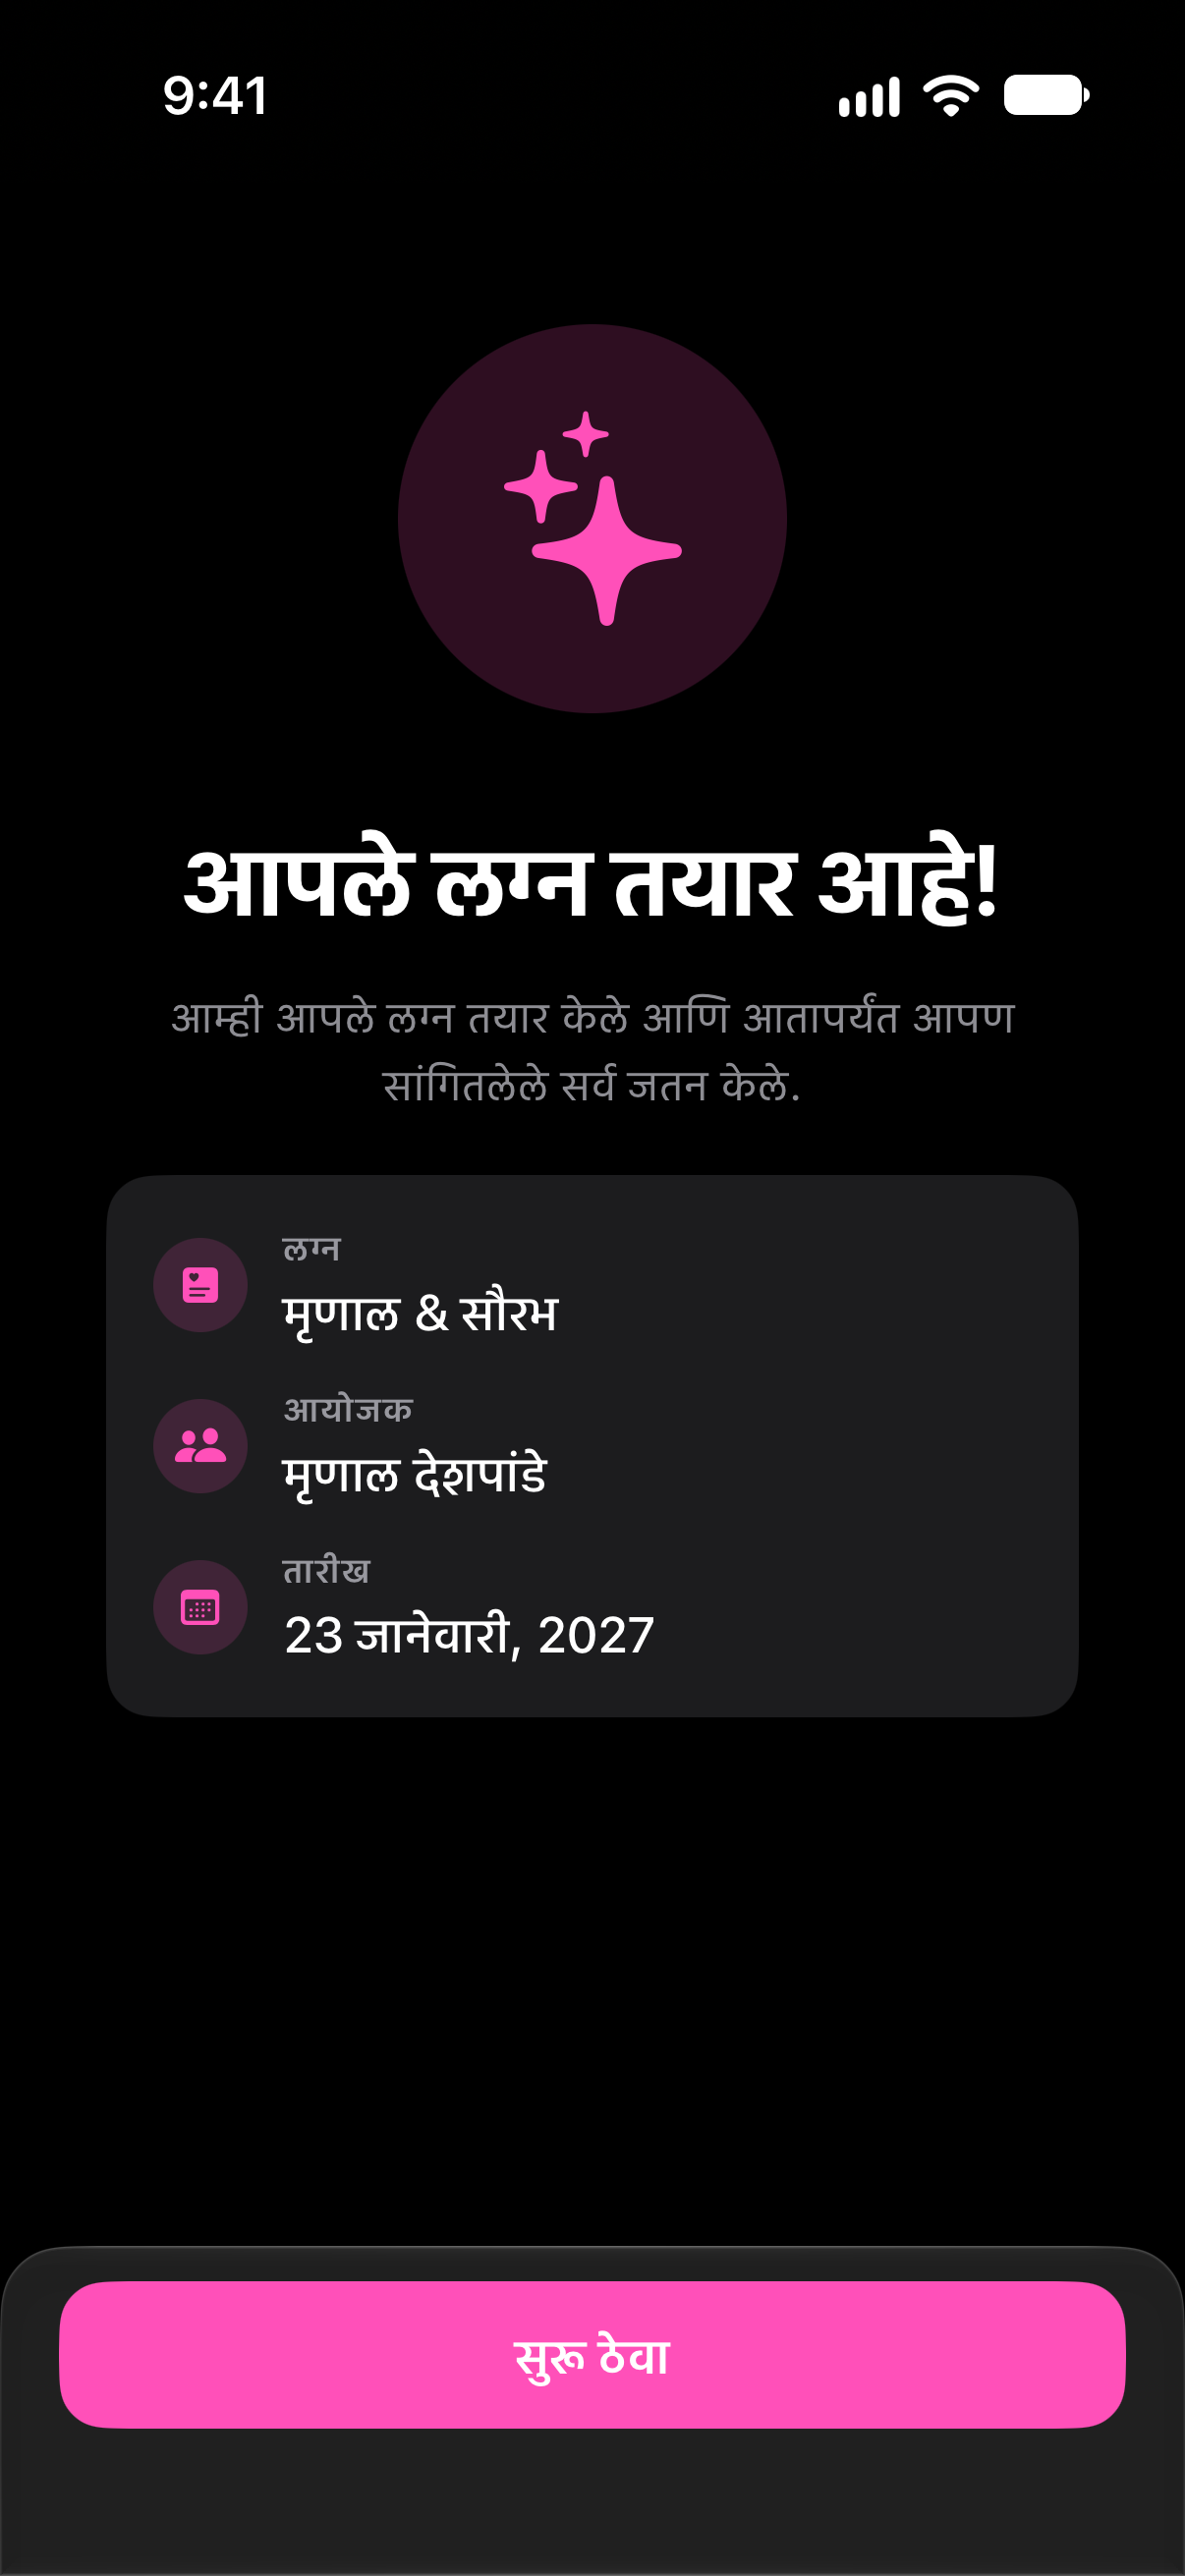 9:41
आपले लग्न तयार आहे!
आम्ही आपले लग्न तयार केले आणि आतापर्यंत आपण
सांगितलेले सर्व जतन केले.
लग्न
मृणाल & सौरभ
आयोजक
मृणाल देशपांडे
तारीख
23 जानेवारी, 2027
सुरू ठेवा